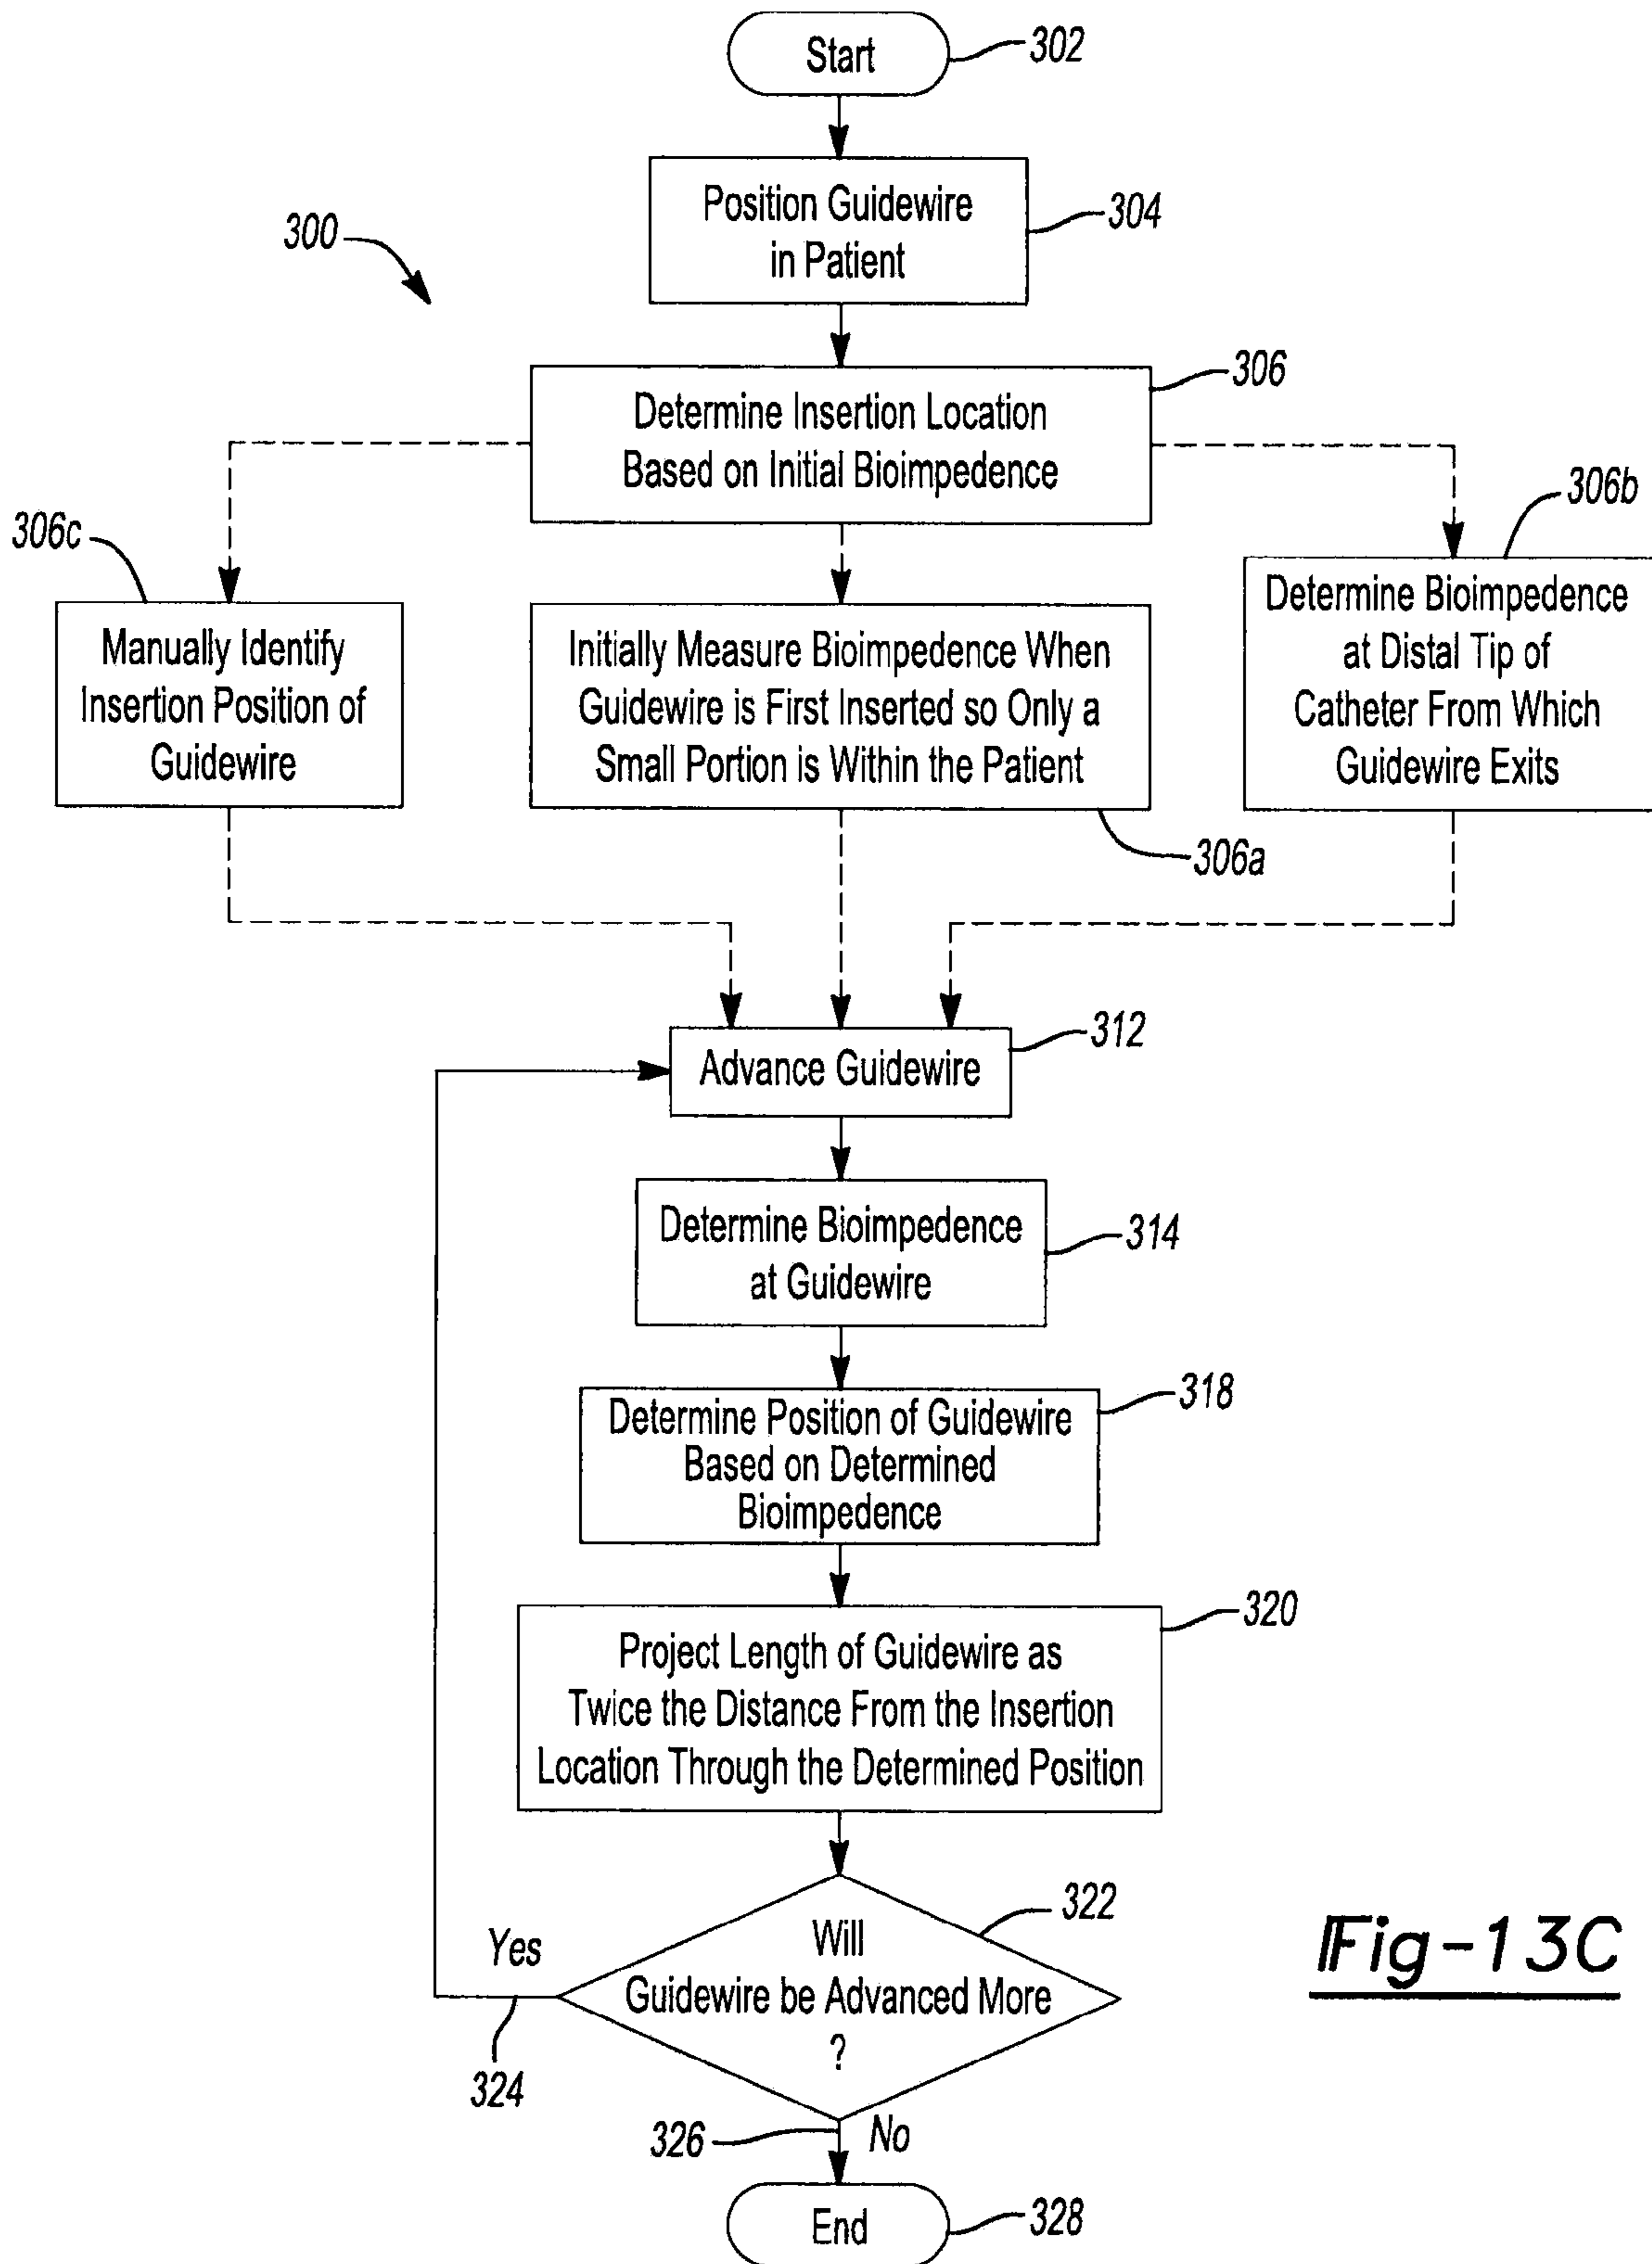 Start
302
Position Guidewire
in Patient
304
300
306
Determine Insertion Location
Based on Initial Bioimpedence
306b
306c
Manually Identify
Insertion Position of
Guidewire
Initially Measure Bioimpedence When
Guidewire is First Inserted so Only a
Small Portion is Within the Patient
Determine Bioimpedence
at Distal Tip of
Catheter From Which
Guidewire Exits
306a
312
Advance Guidewire
Determine Bioimpedence
at Guidewire
314
318
Determine Position of Guidewire
Based on Determined
Bioimpedence
320
Project Length of Guidewire as
Twice the Distance From the Insertion
Location Through the Determined Position
322
Will
Guidewire be Advanced More
?
Yes
324
326
No
End
328
Fig-13C